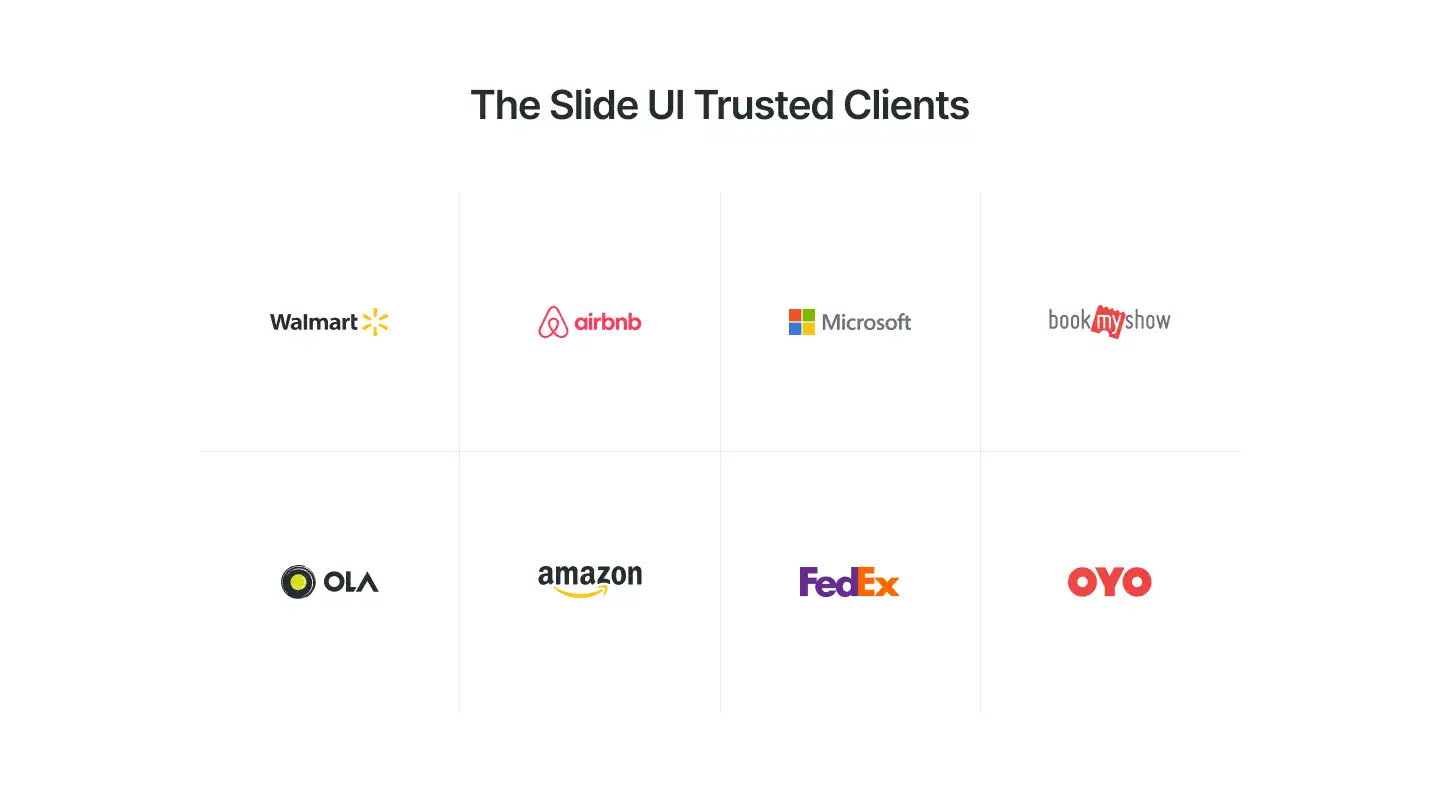 The Slide UI Trusted Clients
Walmart
airbnb
Microsoft
bookmyshow
OLA
amazon
FedEx
OYO